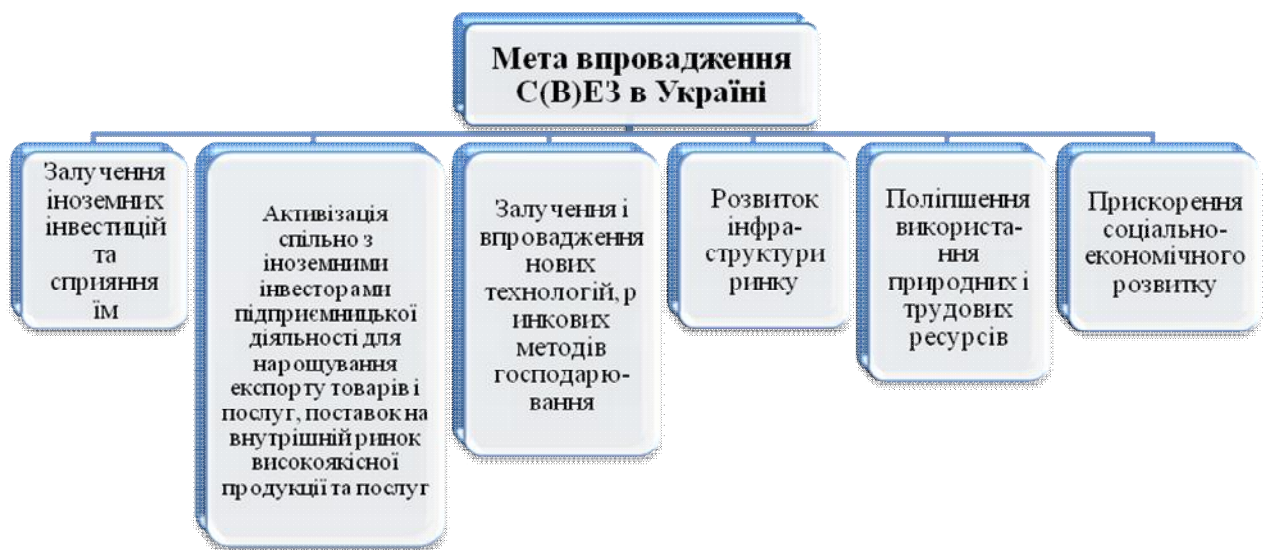 Мета впровадження
С(В)ЕЗ в Україні
Залучення
іноземних
інвестицій
та
сприяння
їм
Активізація
спільно з
іноземними
інвесторами
підприємницької
діяльності для
нарощування
експорту товарів і
послуг, поставок на
внутрішній ринок
високоякісної
продукції та послуг
Залучення і
впровадження
нових
технологій, р
инкових
методів
господарю-
вання
Розвиток
інфра-
структури
ринку
Поліпшення
використа-
ння
природних і
трудових
ресурсів
Прискорення
соціально-
економічного
розвитку